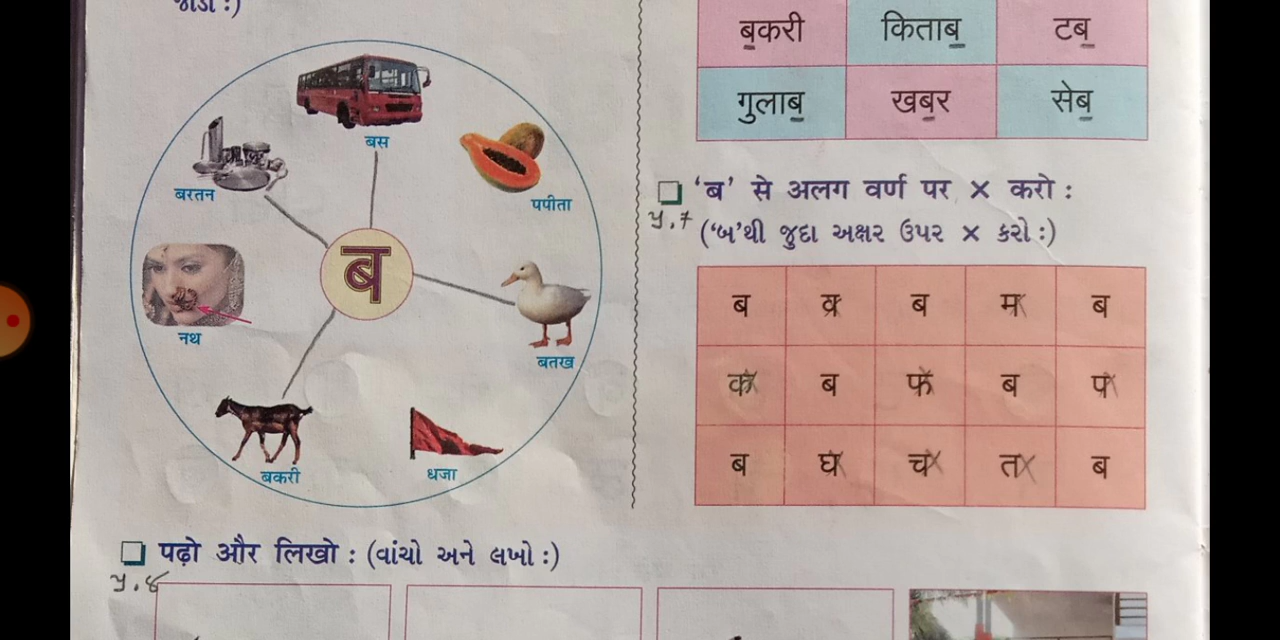 જોડો :)
बस
बरतन
पपीता
ब
नथ
बतख
बकरी
धजा
बकरी किताब टब
गुलाब खबर सेब
'ब' से अलग वर्ण पर × करो :
('બ'થી જુદા અક્ષર ઉપર × કરો :)
ब व ब म ब
क ब फ ब प
ब घ च त ब
पढ़ो और लिखो : (વાંચો અને લખો :)